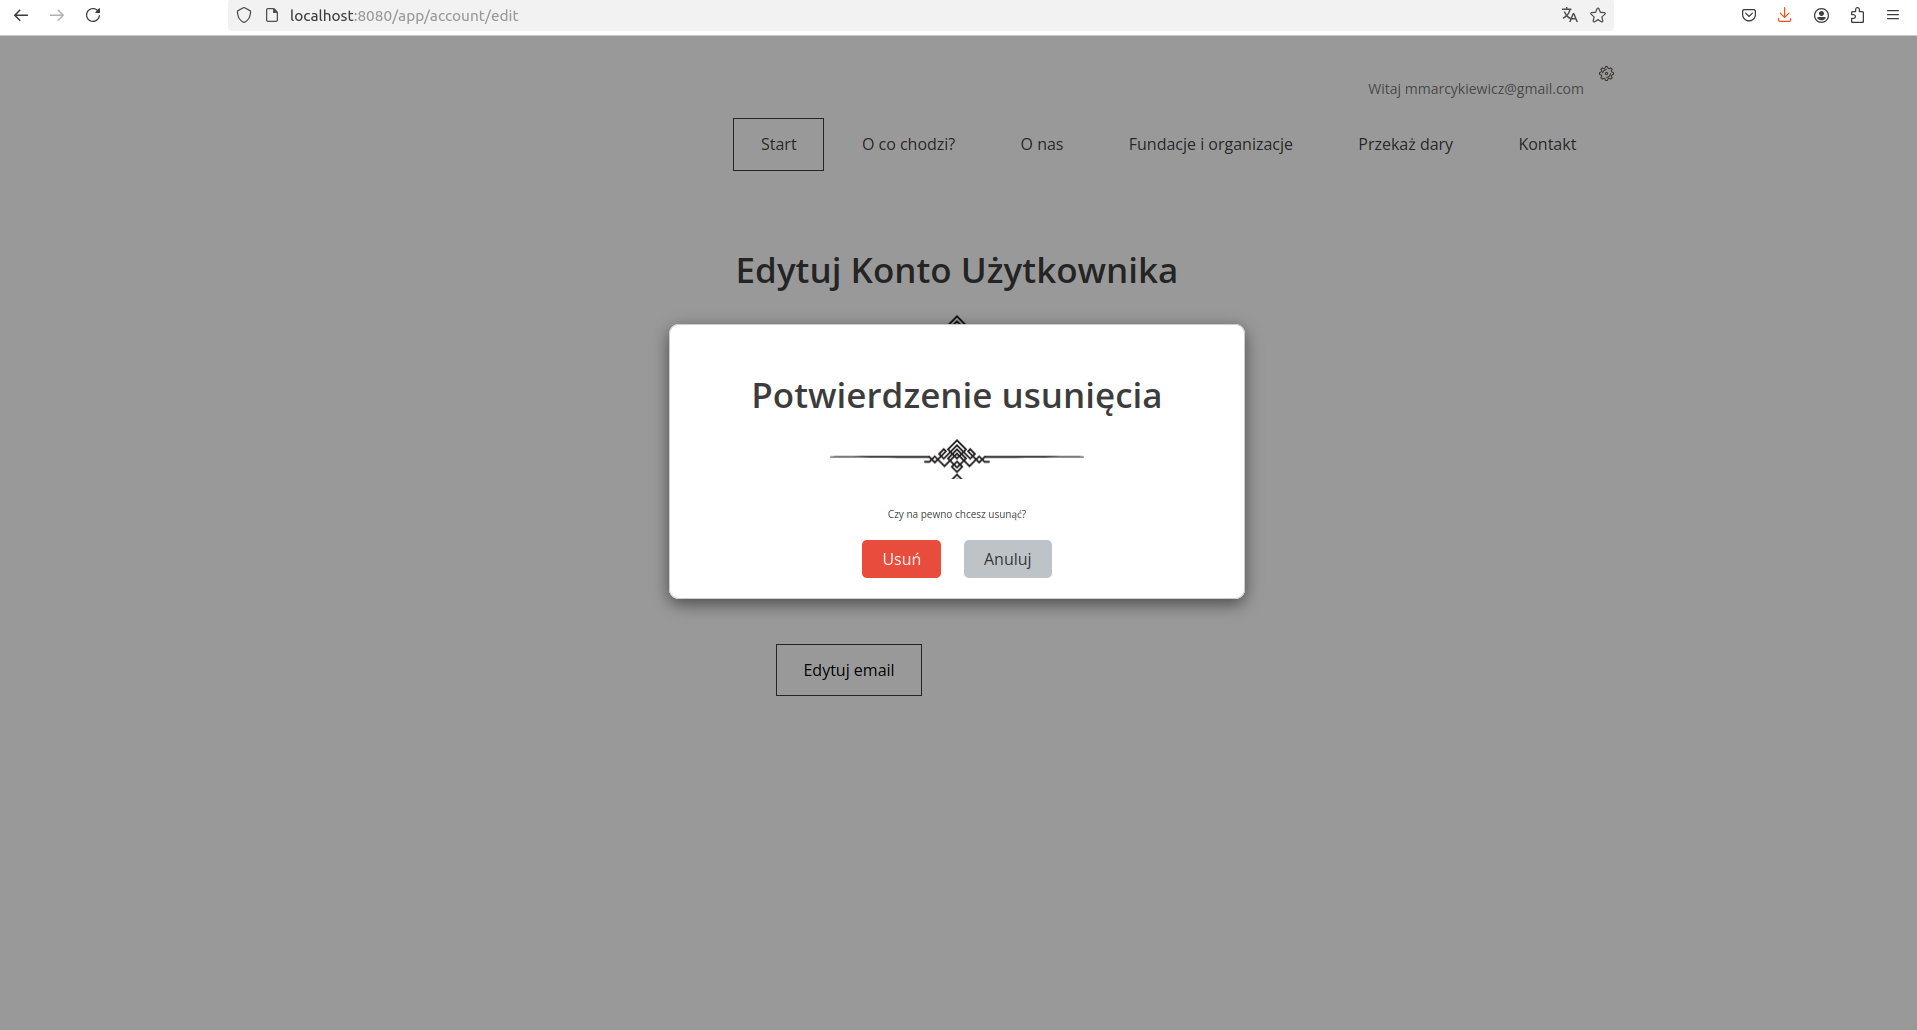 localhost:8080/app/account/edit
Witaj mmarcykiewicz@gmail.com
Start
O co chodzi?
O nas
Fundacje i organizacje
Przekaż dary
Kontakt
Edytuj Konto Użytkownika
Potwierdzenie usunięcia
Czy na pewno chcesz usunąć?
Usuń
Anuluj
Edytuj email